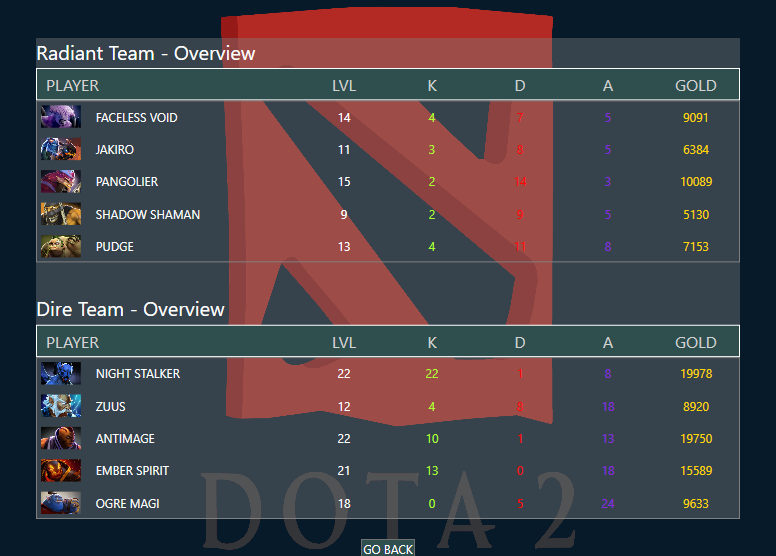 Radiant Team - Overview
PLAYER LVL K D A GOLD
FACELESS VOID 14 4 7 5 9091
JAKIRO 11 3 8 5 6384
PANGOLIER 15 2 14 3 10089
SHADOW SHAMAN 9 2 9 5 5130
PUDGE 13 4 11 8 7153
Dire Team - Overview
PLAYER LVL K D A GOLD
NIGHT STALKER 22 22 1 8 19978
ZUUS 12 4 8 18 8920
ANTIMAGE 22 10 1 13 19750
EMBER SPIRIT 21 13 0 18 15589
OGRE MAGI 18 0 5 24 9633
DOTA 2
GO BACK